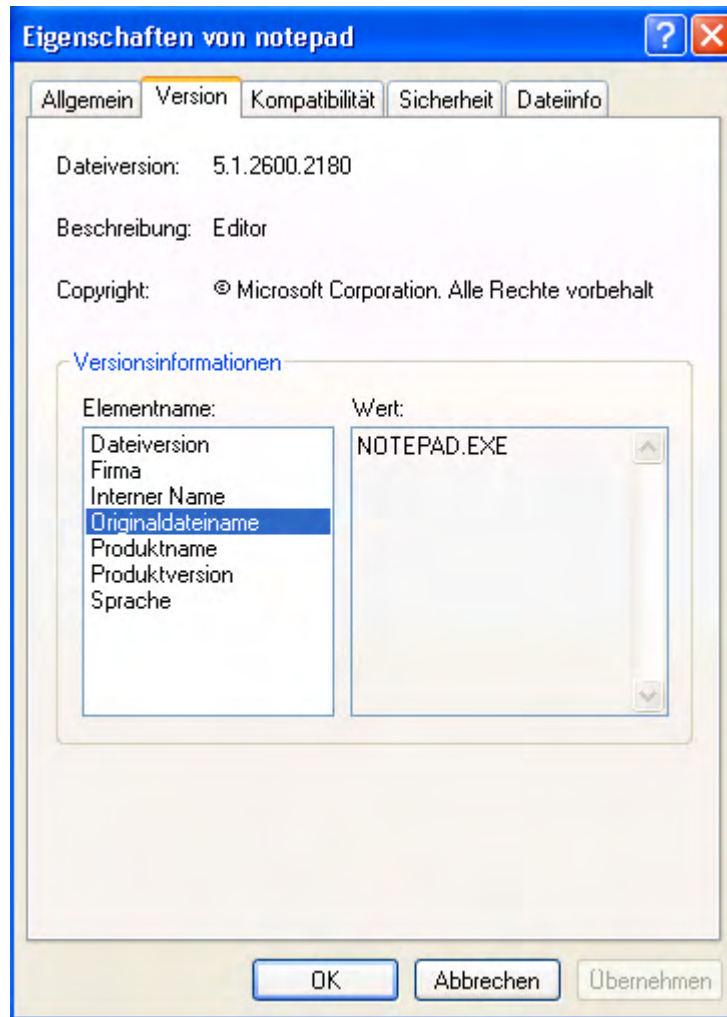 Eigenschaften von notepad
Allgemein Version Kompatibilität Sicherheit Dateiinfo
Dateiversion: 5.1.2600.2180
Beschreibung: Editor
Copyright: © Microsoft Corporation. Alle Rechte vorbehalt
Versionsinformationen
Elementname: Wert:
Dateiversion NOTEPAD.EXE
Firma
Interner Name
Originaldateiname
Produktname
Produktversion
Sprache
OK Abbrechen Übernehmen